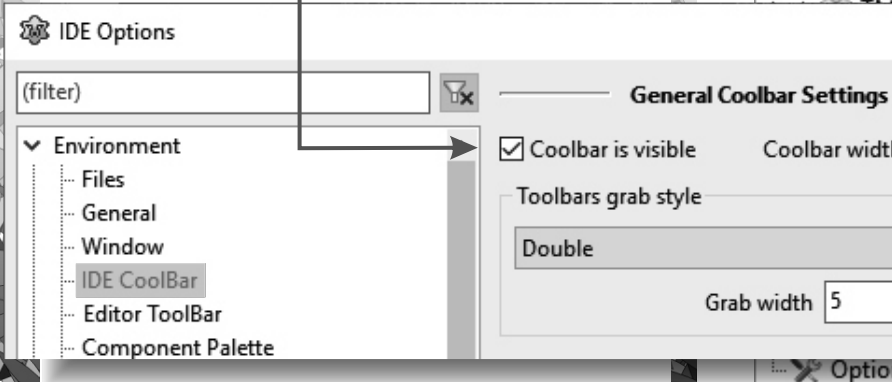 IDE Options
(filter)
General Coolbar Settings
Environment
Coolbar is visible
Files
Toolbars grab style
General
Window
Double
IDE CoolBar
Grab width 5
Editor ToolBar
Component Palette